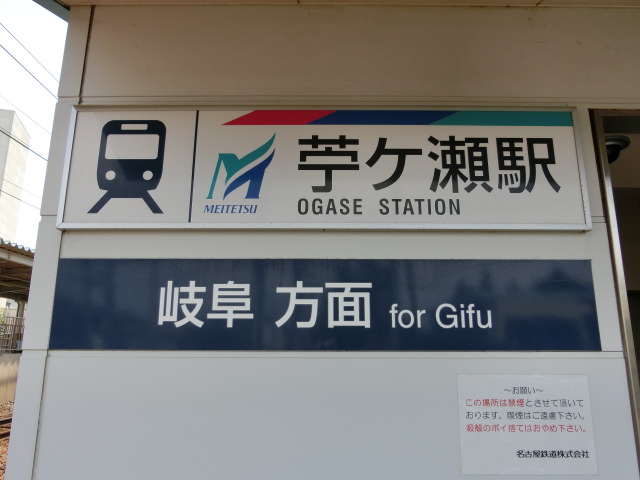 苧ケ瀬駅
MEITETSU
OGASE STATION
岐阜 方面 for Gifu
～お願い～
この場所は禁煙とさせて頂いて
おります。喫煙はご遠慮下さい。
吸殻のポイ捨てはおやめ下さい。
名古屋鉄道株式会社